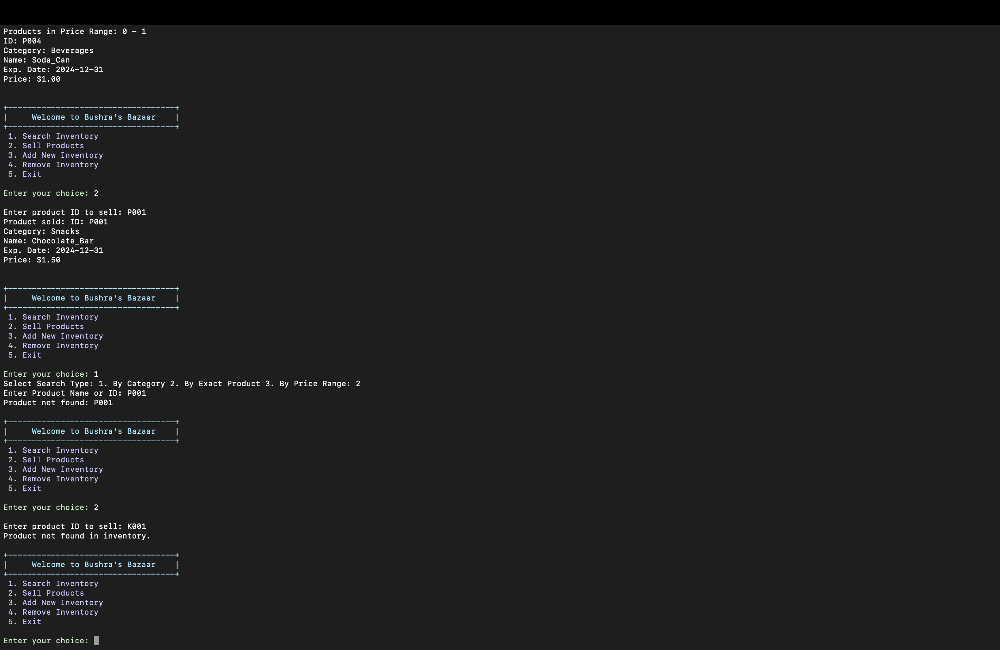 Products in Price Range: 0 - 1
ID: P004
Category: Beverages
Name: Soda_Can
Exp. Date: 2024-12-31
Price: $1.00
+-----------------------------------+
|     Welcome to Bushra's Bazaar    |
+-----------------------------------+
1. Search Inventory
2. Sell Products
3. Add New Inventory
4. Remove Inventory
5. Exit
Enter your choice: 2
Enter product ID to sell: P001
Product sold: ID: P001
Category: Snacks
Name: Chocolate_Bar
Exp. Date: 2024-12-31
Price: $1.50
+-----------------------------------+
|     Welcome to Bushra's Bazaar    |
+-----------------------------------+
1. Search Inventory
2. Sell Products
3. Add New Inventory
4. Remove Inventory
5. Exit
Enter your choice: 1
Select Search Type: 1. By Category 2. By Exact Product 3. By Price Range: 2
Enter Product Name or ID: P001
Product not found: P001
+-----------------------------------+
|     Welcome to Bushra's Bazaar    |
+-----------------------------------+
1. Search Inventory
2. Sell Products
3. Add New Inventory
4. Remove Inventory
5. Exit
Enter your choice: 2
Enter product ID to sell: K001
Product not found in inventory.
+-----------------------------------+
|     Welcome to Bushra's Bazaar    |
+-----------------------------------+
1. Search Inventory
2. Sell Products
3. Add New Inventory
4. Remove Inventory
5. Exit
Enter your choice: